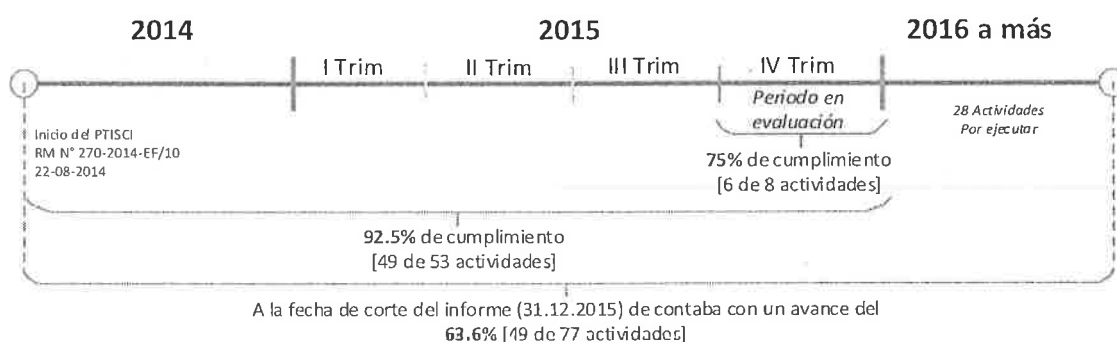 2014 2015 2016 a más
I Trim II Trim III Trim IV Trim
Periodo en
evaluación
28 Actividades
Por ejecutar
Inicio del PTISCI
RM N° 270-2014-EF/10
22-08-2014
75% de cumplimiento
[6 de 8 actividades]
92.5% de cumplimiento
[49 de 53 actividades]
A la fecha de corte del informe (31.12.2015) de contaba con un avance del
63.6% [49 de 77 actividades]